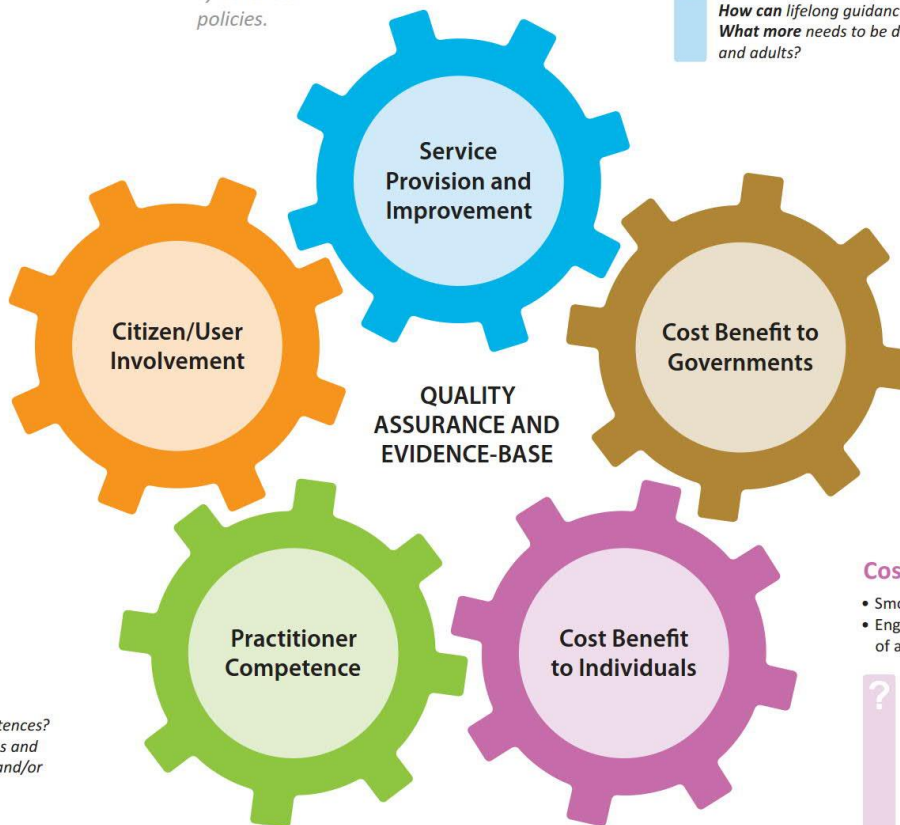 policies.
How can lifelong guidance
What more needs to be d
and adults?
Service
Provision and
Improvement
Citizen/User
Involvement
Cost Benefit to
Governments
QUALITY
ASSURANCE AND
EVIDENCE-BASE
Practitioner
Competence
Cost Benefit
to Individuals
Cos
• Smo
• Eng
of a
?
tences?
s and
and/or